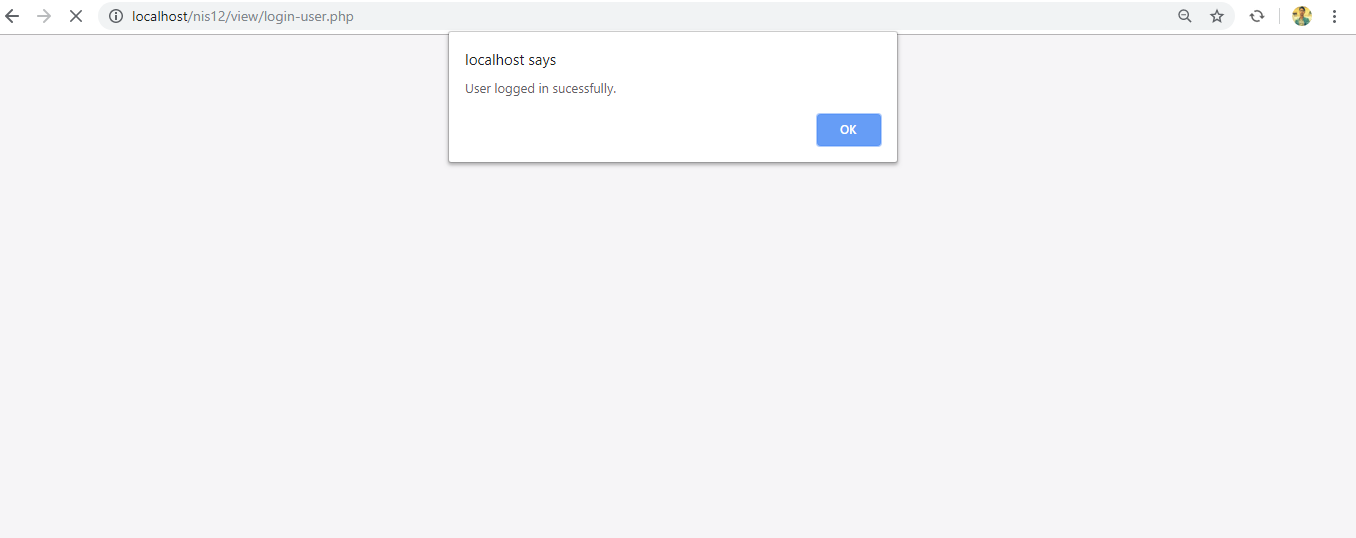 localhost/nis12/view/login-user.php
localhost says
User logged in sucessfully.
OK